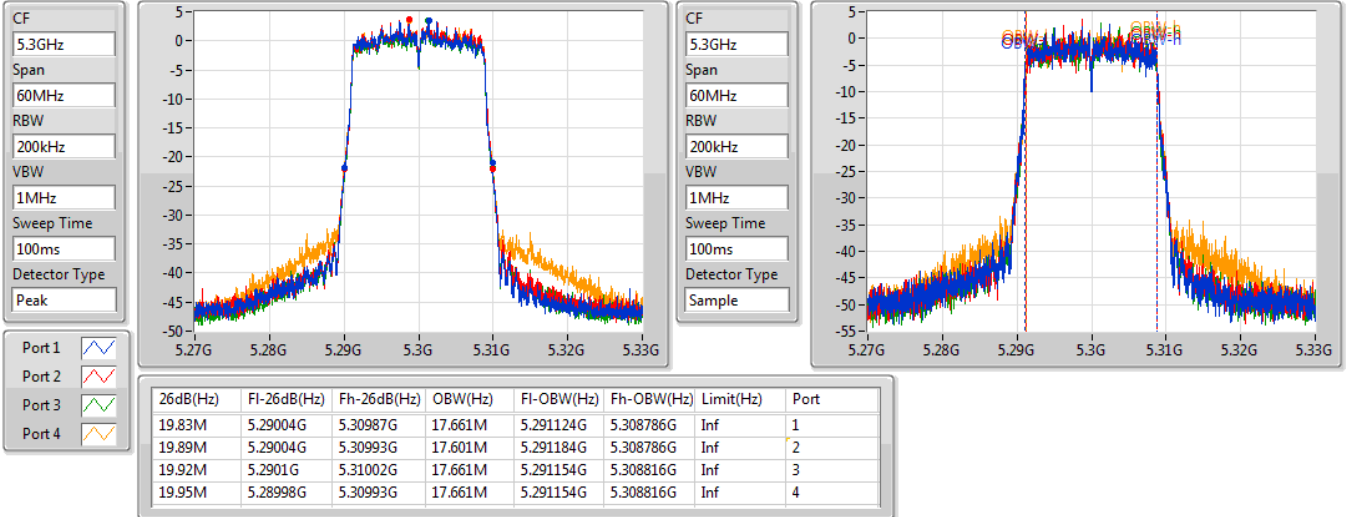 CF
5.3GHz
Span
60MHz
RBW
200kHz
VBW
1MHz
Sweep Time
100ms
Detector Type
Peak
5
0
-5
-10
-15
-20
-25
-30
-35
-40
-45
-50
5.27G 5.28G 5.29G 5.3G 5.31G 5.32G 5.33G
CF
5.3GHz
Span
60MHz
RBW
200kHz
VBW
1MHz
Sweep Time
100ms
Detector Type
Sample
5
0
-5
-10
-15
-20
-25
-30
-35
-40
-45
-50
-55
5.27G 5.28G 5.29G 5.3G 5.31G 5.32G 5.33G
Port 1
Port 2
Port 3
Port 4
26dB(Hz) Fl-26dB(Hz) Fh-26dB(Hz) OBW(Hz) Fl-OBW(Hz) Fh-OBW(Hz) Limit(Hz) Port
19.83M 5.29004G 5.30987G 17.661M 5.291124G 5.308786G Inf 1
19.89M 5.29004G 5.30993G 17.601M 5.291184G 5.308786G Inf 2
19.92M 5.2901G 5.31002G 17.661M 5.291154G 5.308816G Inf 3
19.95M 5.28998G 5.30993G 17.661M 5.291154G 5.308816G Inf 4